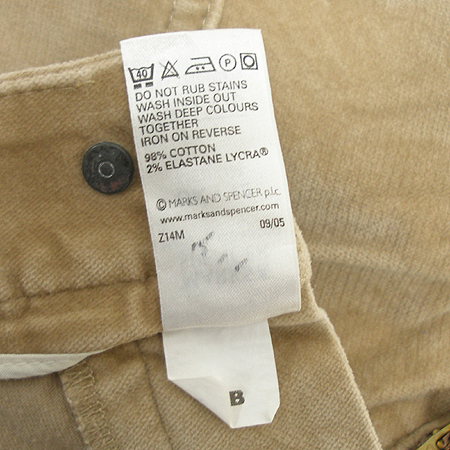 40 P
DO NOT RUB STAINS
WASH INSIDE OUT
WASH DEEP COLOURS
TOGETHER
IRON ON REVERSE
98% COTTON
2% ELASTANE LYCRA®
© MARKS AND SPENCER p.l.c.
www.marksandspencer.com
Z14M 09/05
B